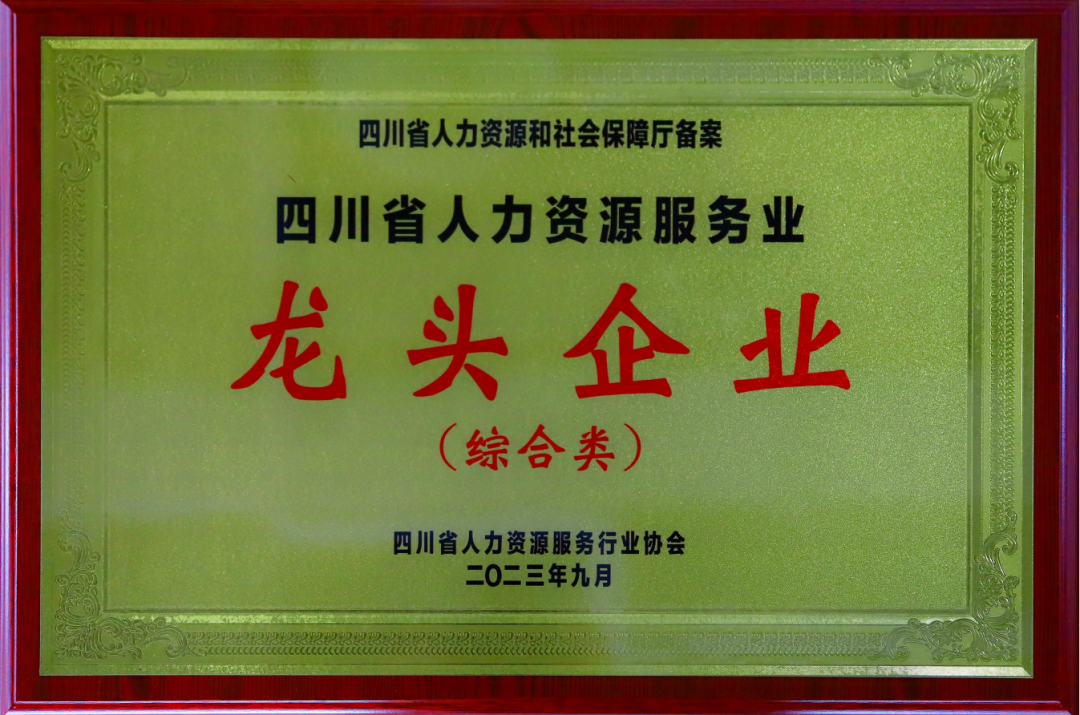 四川省人力资源和社会保障厅备案
四川省人力资源服务业
龙头企业
（综合类）
四川省人力资源服务行业协会
二〇二三年九月